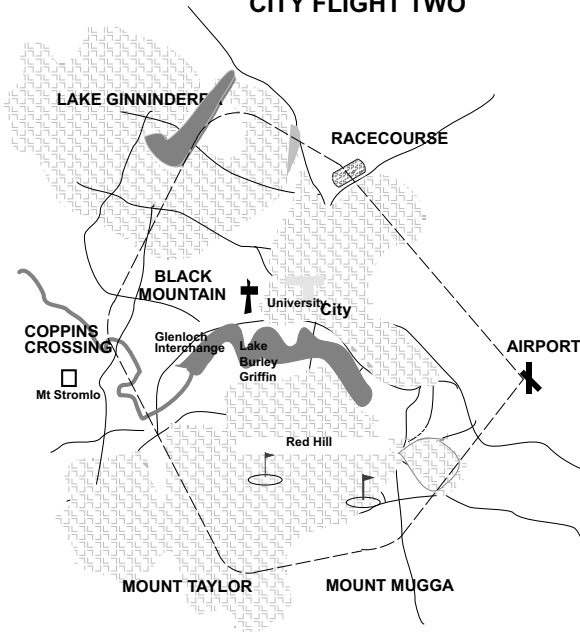 CITY FLIGHT TWO
LAKE GINNINDERRA
RACECOURSE
BLACK
MOUNTAIN
University
City
COPPINS
CROSSING
Glenloch
Interchange
Lake
Burley
Griffin
AIRPORT
Mt Stromlo
Red Hill
MOUNT TAYLOR
MOUNT MUGGA